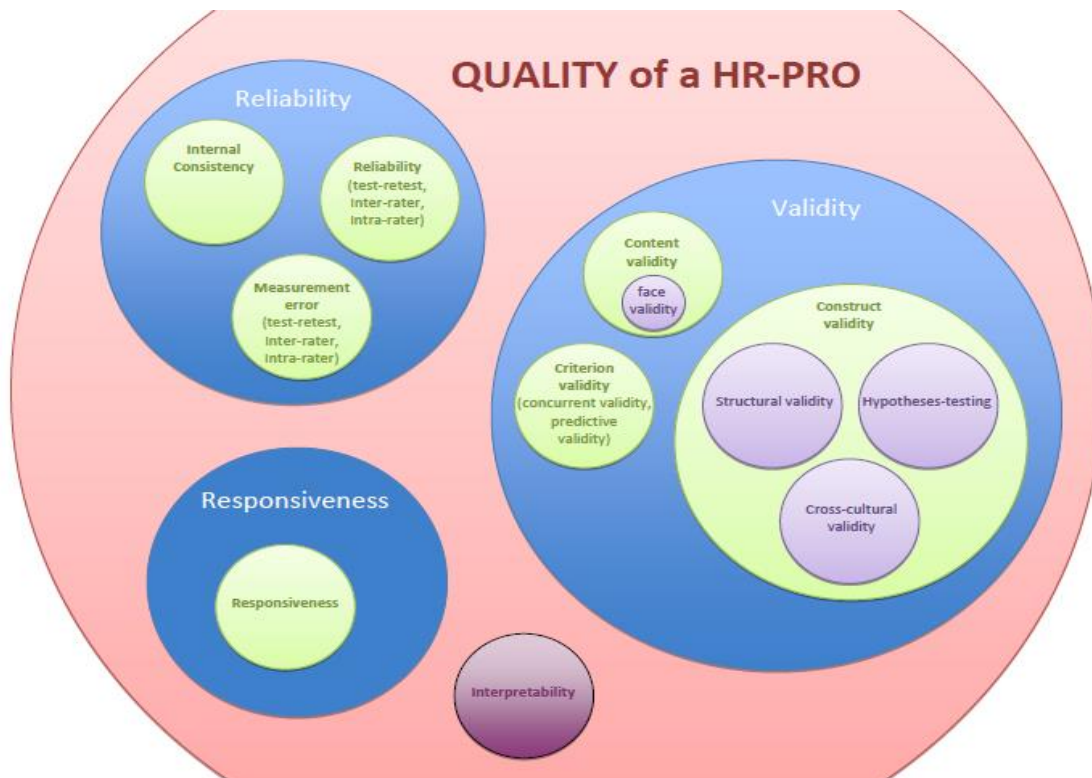 QUALITY of a HR-PRO
Reliability
Internal
Consistency
Reliability
(test-retest,
Inter-rater,
Intra-rater)
Measurement
error
(test-retest,
Inter-rater,
Intra-rater)
Validity
Content
validity
face
validity
Criterion
validity
(concurrent validity,
predictive
validity)
Construct
validity
Structural validity
Hypotheses-testing
Cross-cultural
validity
Responsiveness
Responsiveness
Interpretability